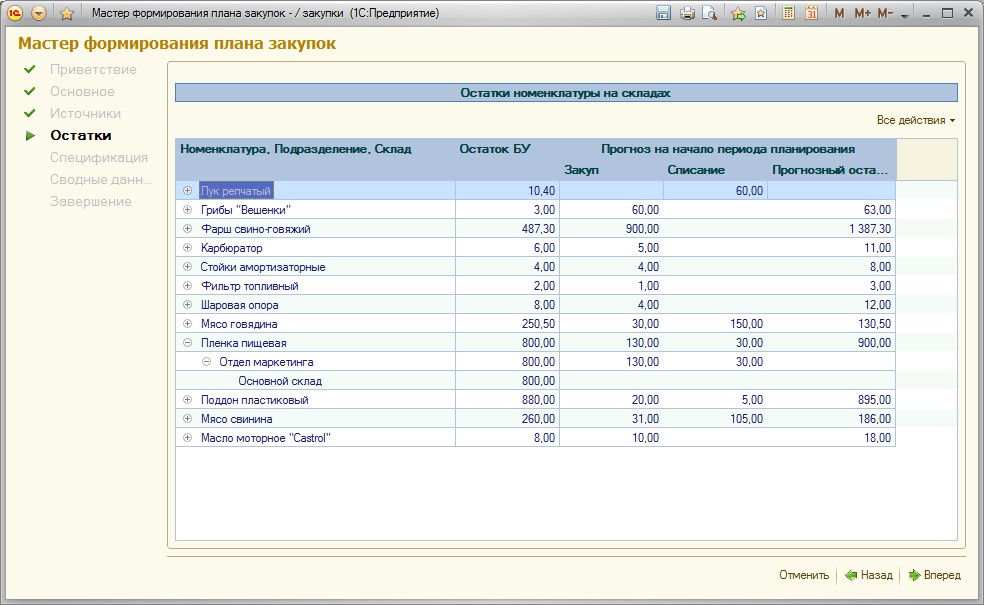 Мастер формирования плана закупок - / закупки (1С:Предприятие)
M M+ M-
Мастер формирования плана закупок
Приветствие
Основное
Источники
Остатки
Спецификация
Сводные данн...
Завершение
Остатки номенклатуры на складах
Все действия
Номенклатура, Подразделение, Склад Остаток БУ Прогноз на начало периода планирования
Закуп Списание Прогнозный оста...
Лук репчатый 10,40 60,00
Грибы "Вешенки" 3,00 60,00 63,00
Фарш свино-говяжий 487,30 900,00 1 387,30
Карбюратор 6,00 5,00 11,00
Стойки амортизаторные 4,00 4,00 8,00
Фильтр топливный 2,00 1,00 3,00
Шаровая опора 8,00 4,00 12,00
Мясо говядина 250,50 30,00 150,00 130,50
Пленка пищевая 800,00 130,00 30,00 900,00
Отдел маркетинга 800,00 130,00 30,00
Основной склад 800,00
Поддон пластиковый 880,00 20,00 5,00 895,00
Мясо свинина 260,00 31,00 105,00 186,00
Масло моторное "Castrol" 8,00 10,00 18,00
Отменить Назад Вперед